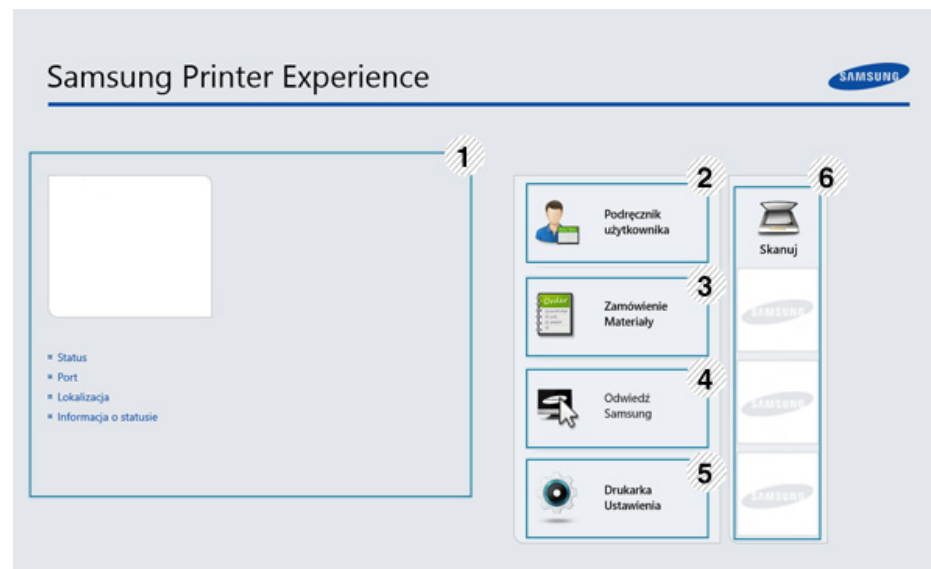 Samsung Printer Experience
SAMSUNG
1
2
6
Podręcznik
użytkownika
Skanuj
3
Order
Zamówienie
Materiały
SAMSUNG
Status
Port
Lokalizacja
Informacja o statusie
4
Odwiedź
Samsung
SAMSUNG
5
Drukarka
Ustawienia
SAMSUNG